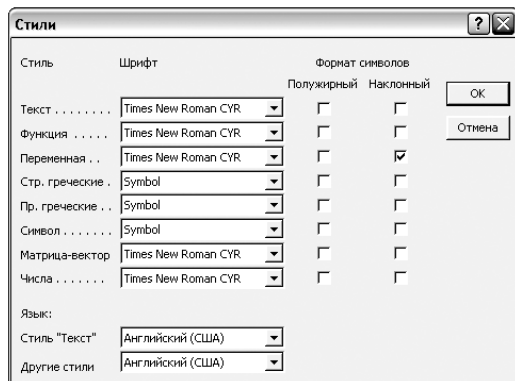 Стили
Стиль Шрифт Формат символов
Полужирный Наклонный
OK
Текст . . . . . . . . Times New Roman CYR
Функция . . . . . Times New Roman CYR
Отмена
Переменная . . Times New Roman CYR
Стр. греческие . Symbol
Пр. греческие . . Symbol
Символ . . . . . . . Symbol
Матрица-вектор Times New Roman CYR
Числа . . . . . . . Times New Roman CYR
Язык:
Стиль "Текст" Английский (США)
Другие стили Английский (США)